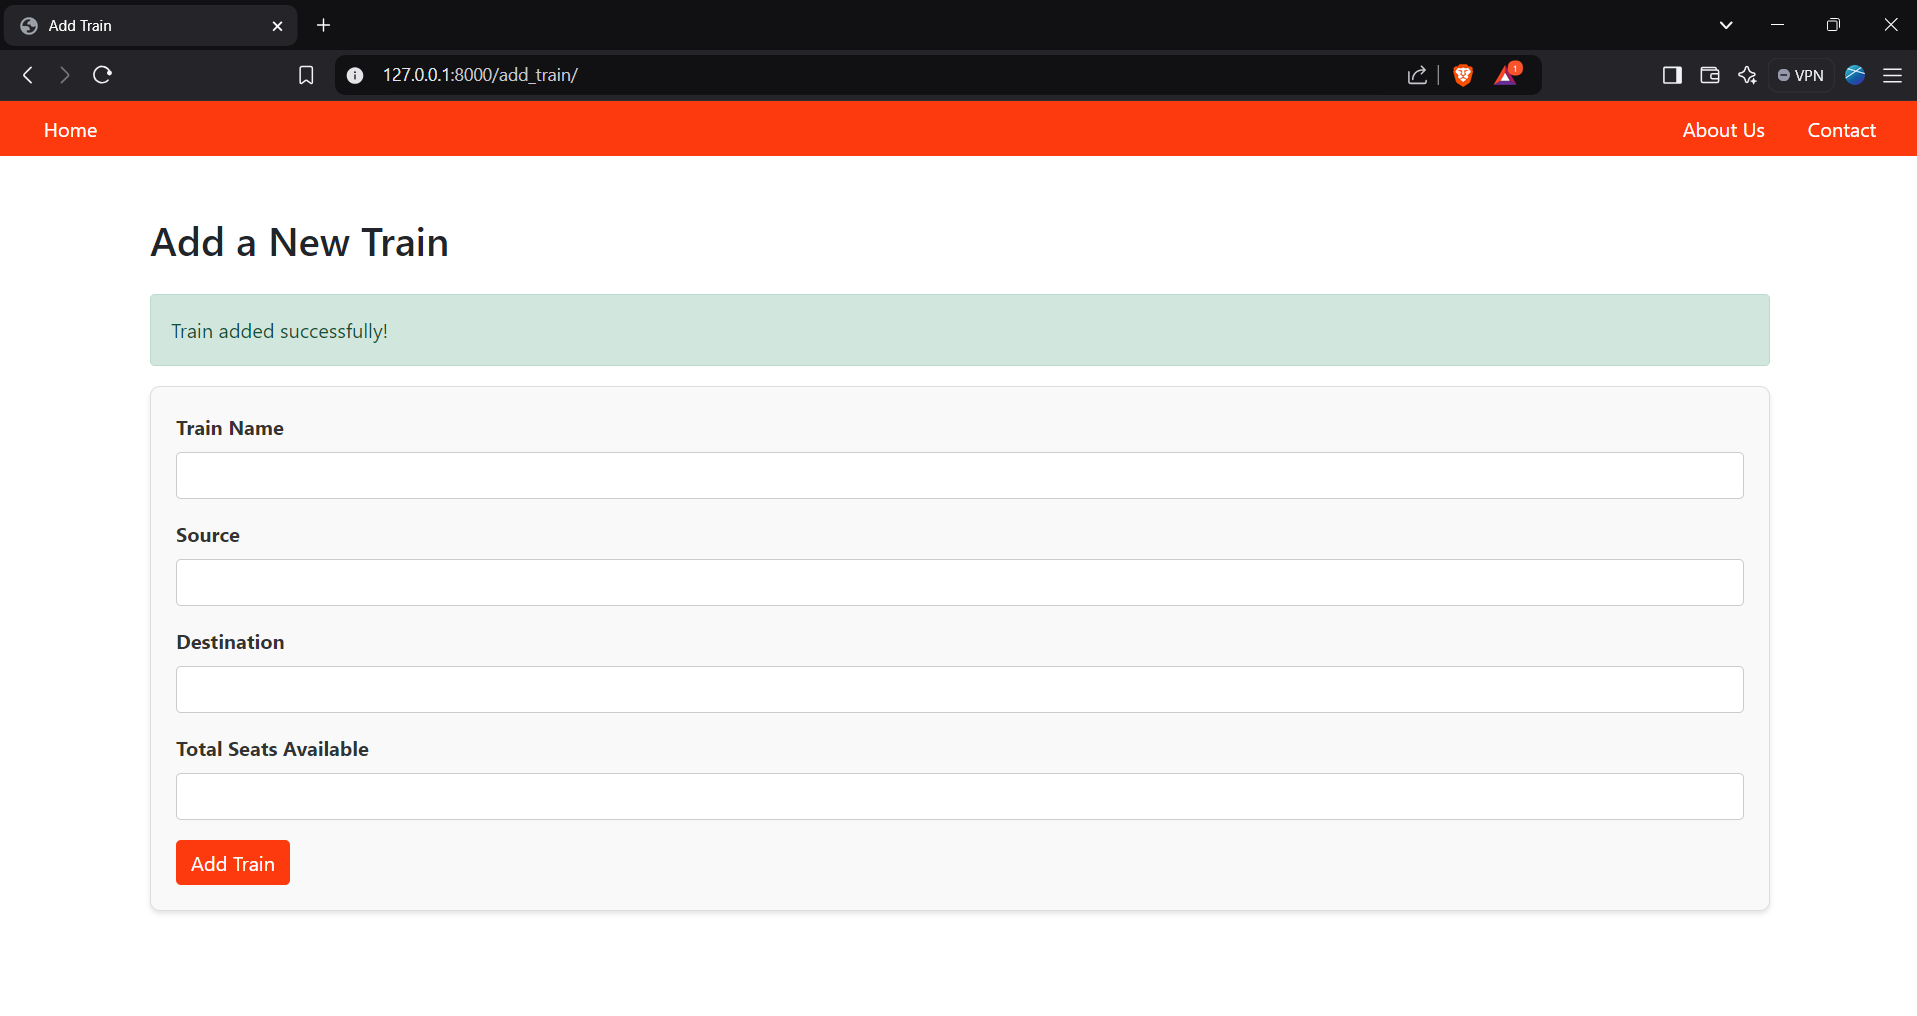 Add Train
127.0.0.1:8000/add_train/
1
VPN
Home
About Us
Contact
Add a New Train
Train added successfully!
Train Name
Source
Destination
Total Seats Available
Add Train